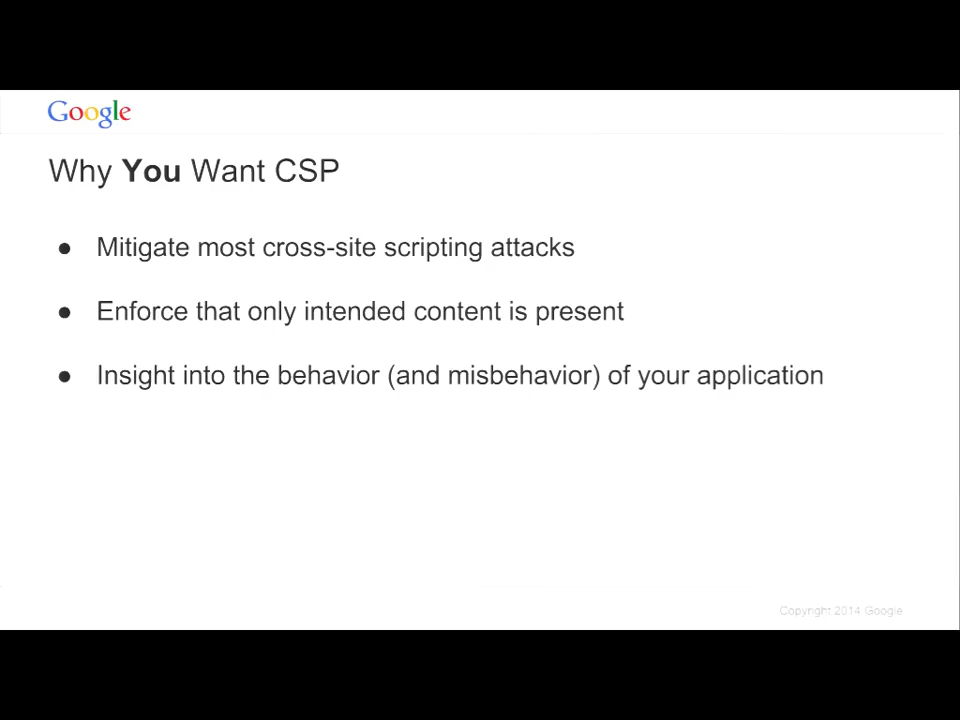 Google
Why You Want CSP
● Mitigate most cross-site scripting attacks
● Enforce that only intended content is present
● Insight into the behavior (and misbehavior) of your application
Copyright 2014 Google